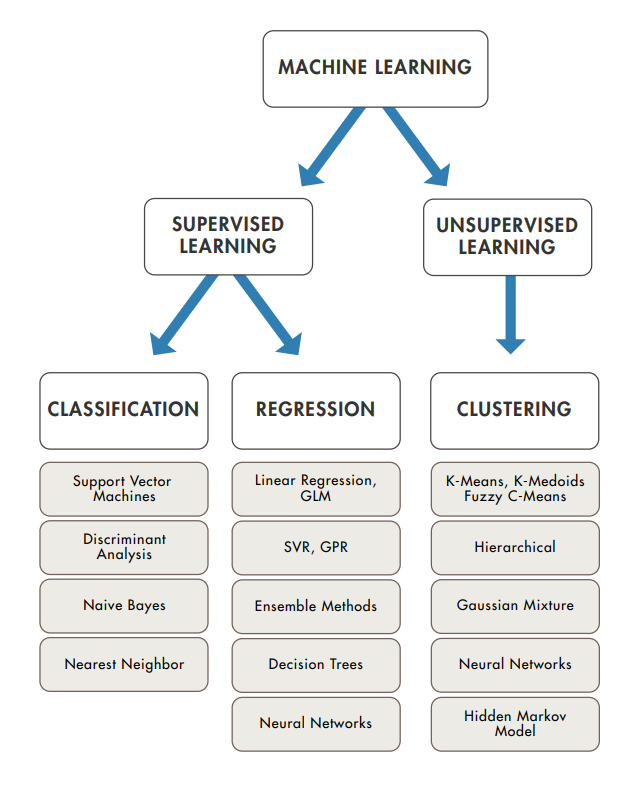 MACHINE LEARNING
SUPERVISED
LEARNING
UNSUPERVISED
LEARNING
CLASSIFICATION
REGRESSION
CLUSTERING
Support Vector
Machines
Linear Regression,
GLM
K-Means, K-Medoids
Fuzzy C-Means
Discriminant
Analysis
SVR, GPR
Hierarchical
Naive Bayes
Ensemble Methods
Gaussian Mixture
Nearest Neighbor
Decision Trees
Neural Networks
Neural Networks
Hidden Markov
Model